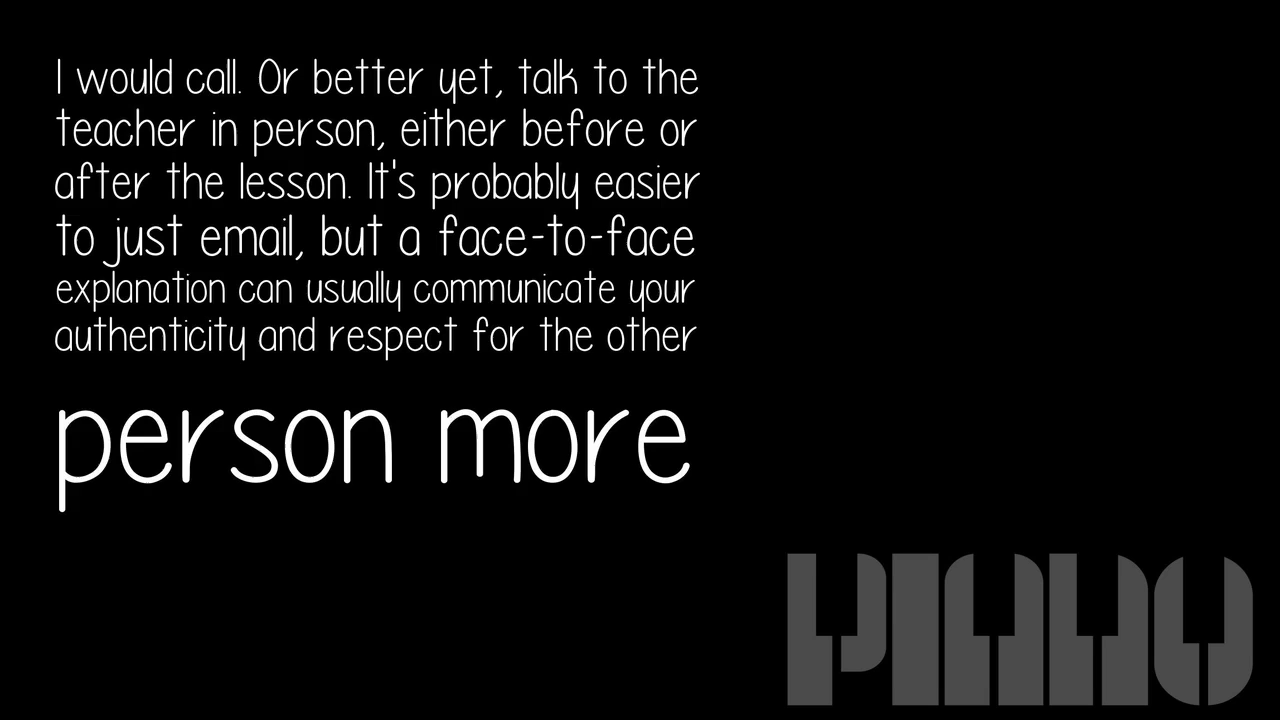 I would call. Or better yet, talk to the
teacher in person, either before or
after the lesson. It's probably easier
to just email, but a face-to-face
explanation can usually communicate your
authenticity and respect for the other
person more
PIANO